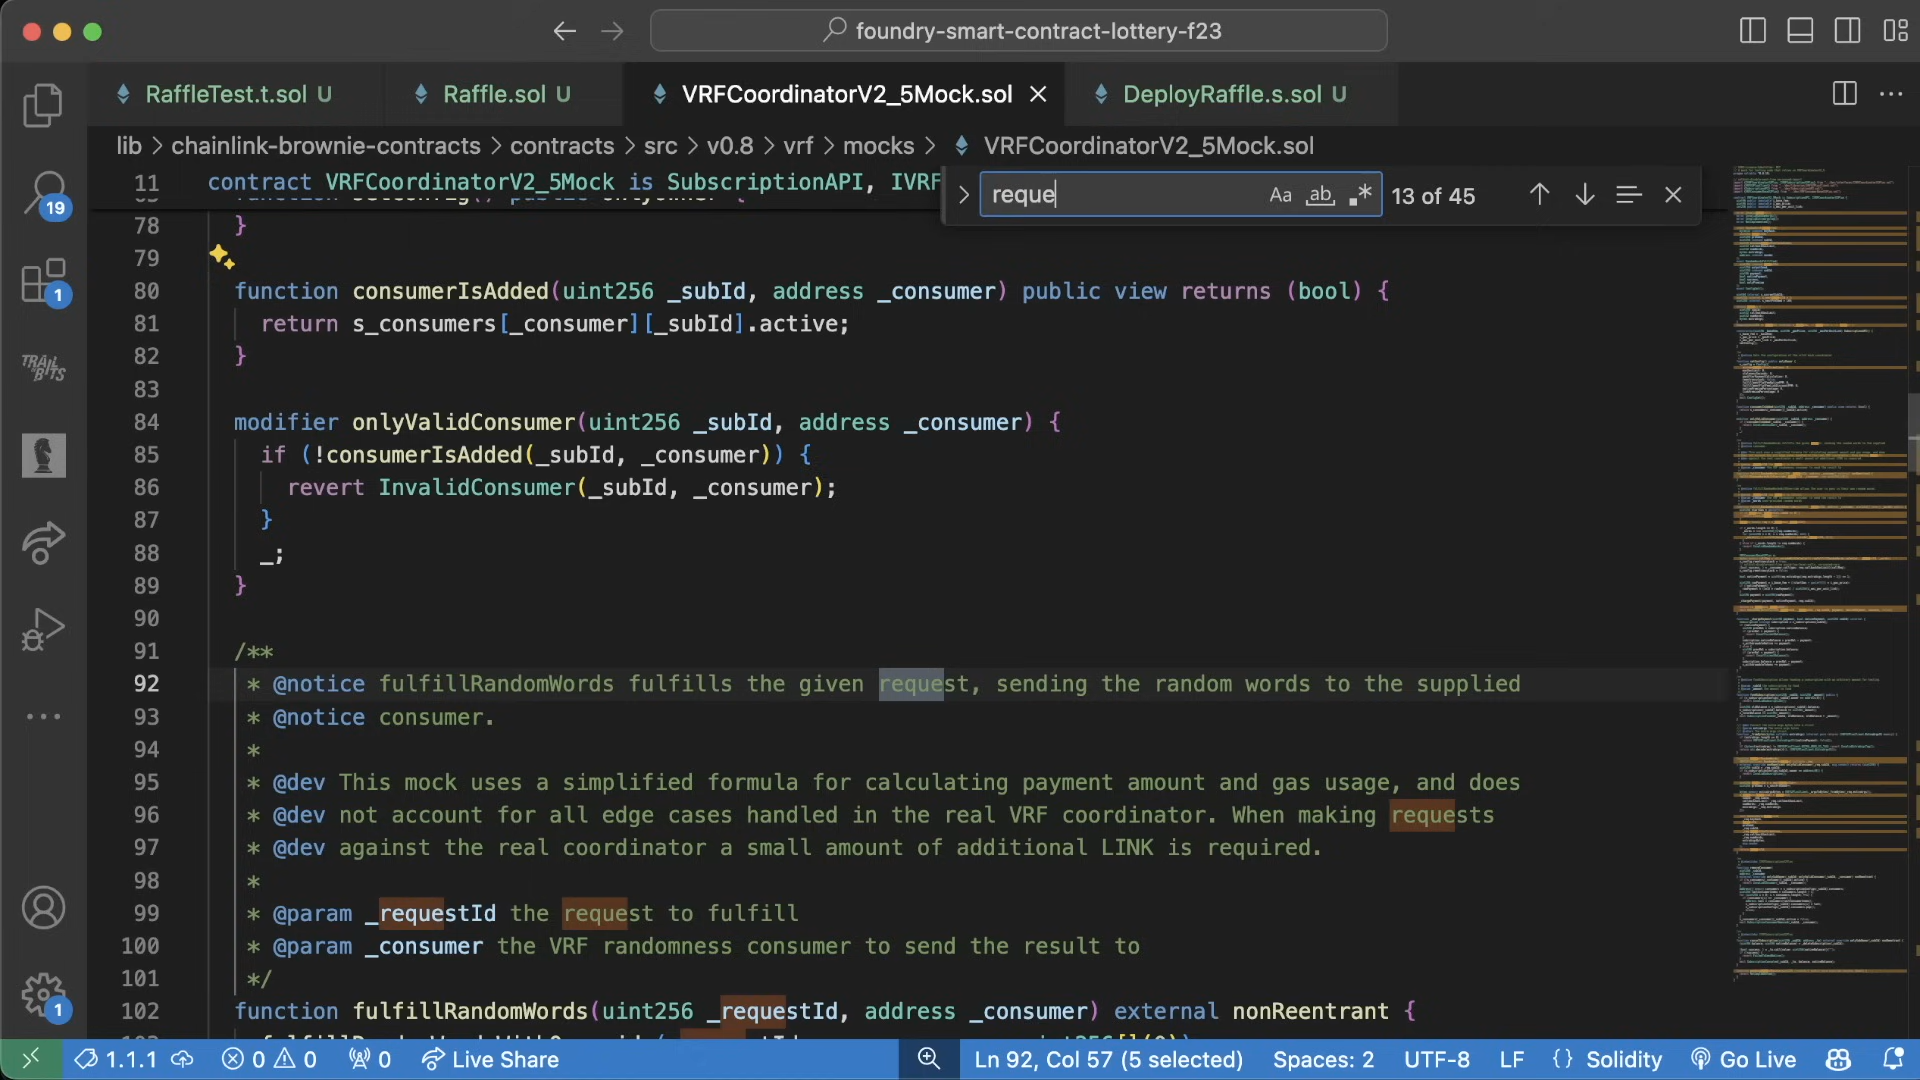 foundry-smart-contract-lottery-f23
RaffleTest.t.sol U
Raffle.sol U
VRFCoordinatorV2_5Mock.sol
DeployRaffle.s.sol U
lib > chainlink-brownie-contracts > contracts > src > v0.8 > vrf > mocks > VRFCoordinatorV2_5Mock.sol
reque
Aa ab .* 13 of 45
11 contract VRFCoordinatorV2_5Mock is SubscriptionAPI, IVRF
78 }
79
80 function consumerIsAdded(uint256 _subId, address _consumer) public view returns (bool) {
81 return s_consumers[_consumer][_subId].active;
82 }
83
84 modifier onlyValidConsumer(uint256 _subId, address _consumer) {
85 if (!consumerIsAdded(_subId, _consumer)) {
86 revert InvalidConsumer(_subId, _consumer);
87 }
88 _;
89 }
90
91 /**
92 * @notice fulfillRandomWords fulfills the given request, sending the random words to the supplied
93 * @notice consumer.
94 *
95 * @dev This mock uses a simplified formula for calculating payment amount and gas usage, and does
96 * @dev not account for all edge cases handled in the real VRF coordinator. When making requests
97 * @dev against the real coordinator a small amount of additional LINK is required.
98 *
99 * @param _requestId the request to fulfill
100 * @param _consumer the VRF randomness consumer to send the result to
101 */
102 function fulfillRandomWords(uint256 _requestId, address _consumer) external nonReentrant {
19
1
TRAIL OF BITS
1
1.1.1 0 0 0 Live Share
Ln 92, Col 57 (5 selected) Spaces: 2 UTF-8 LF {} Solidity Go Live